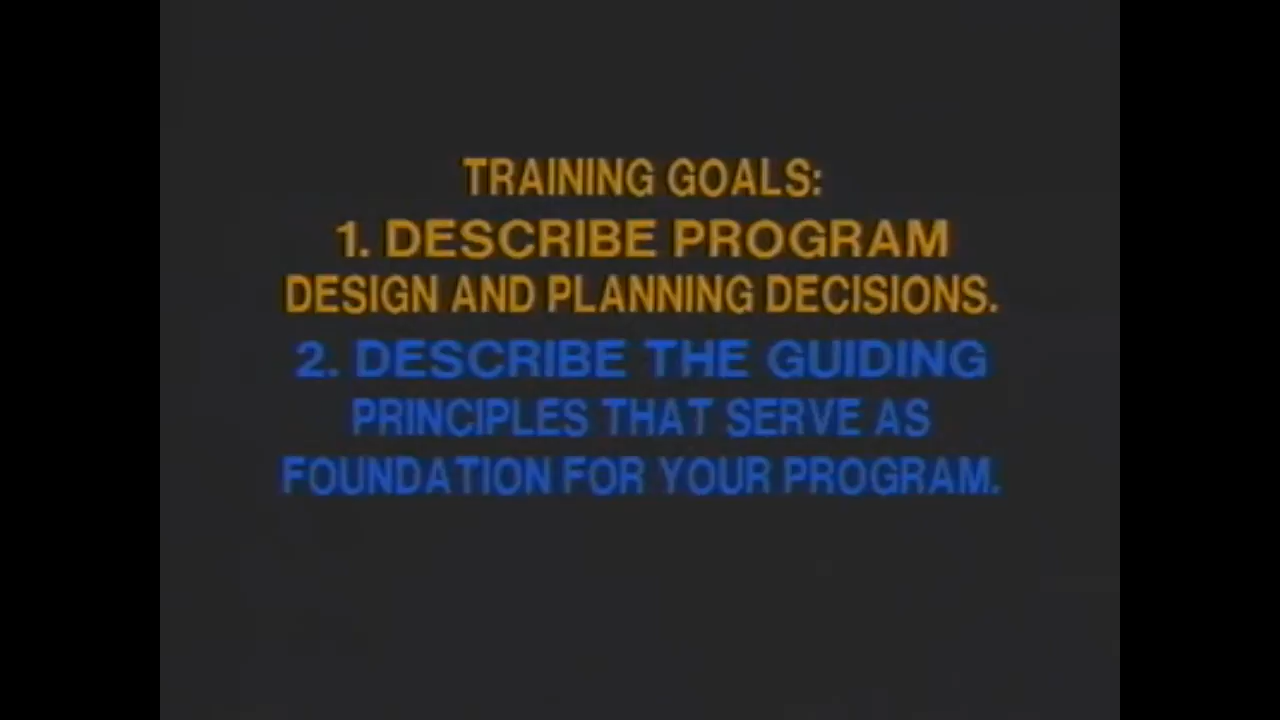 TRAINING GOALS:
1. DESCRIBE PROGRAM
DESIGN AND PLANNING DECISIONS.
2. DESCRIBE THE GUIDING
PRINCIPLES THAT SERVE AS
FOUNDATION FOR YOUR PROGRAM.